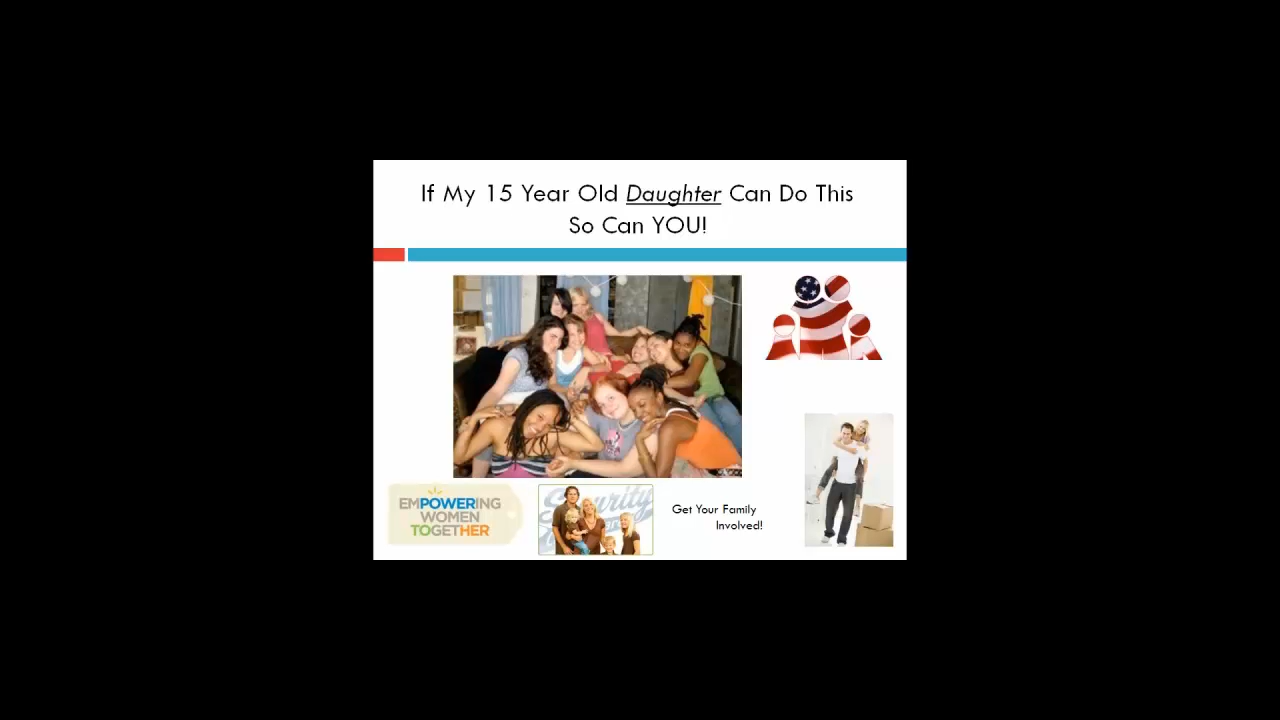 If My 15 Year Old Daughter Can Do This
So Can YOU!
EMPOWERING
WOMEN
TOGETHER
Security
Get Your Family
Involved!